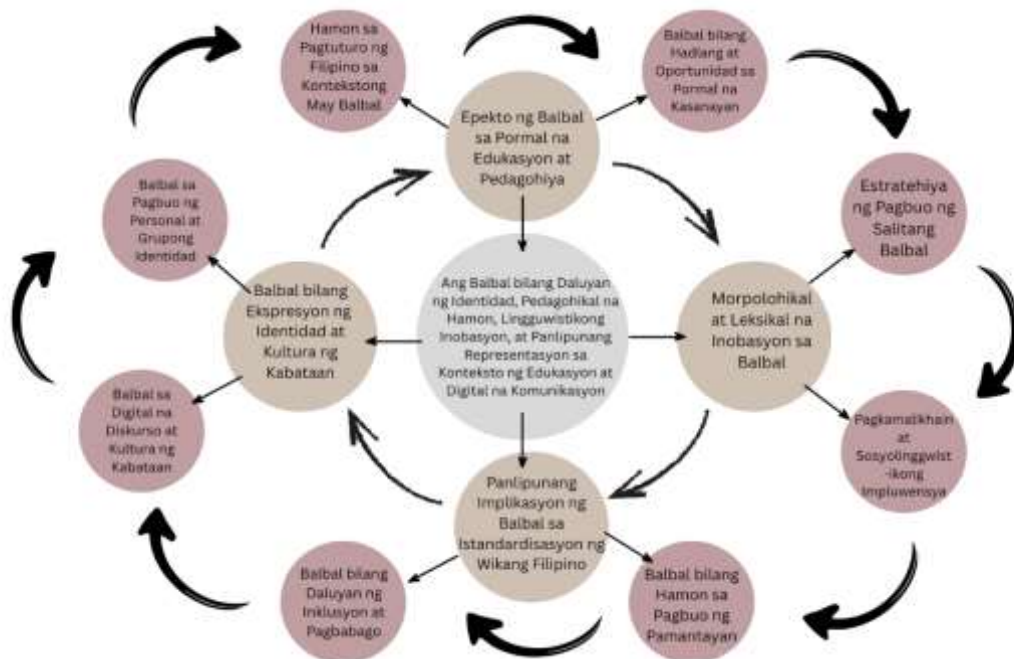 Hamon sa
Pagtuturo ng
Filipino sa
Kontekstong
May Balbal
Balbal bilang
Hadlang at
Oportunidad sa
Pormal na
Kasanayan
Epekto ng Balbal
sa Pormal na
Edukasyon at
Pedagohiya
Balbal sa
Pagbuo ng
Personal at
Grupong
Identidad
Estratehiya
ng Pagbuo ng
Salitang
Balbal
Balbal bilang
Ekspresyon ng
Identidad at
Kultura ng
Kabataan
Ang Balbal bilang Daluyan
ng Identidad, Pedagohikal na
Hamon, Lingguwistikong
Inobasyon, at Panlipunang
Representasyon sa
Konteksto ng Edukasyon at
Digital na Komunikasyon
Morpolohikal
at Leksikal na
Inobasyon sa
Balbal
Balbal sa
Digital na
Diskurso at
Kultura ng
Kabataan
Pagkamalikhain
at
Sosyolinggwist
-ikong
Impluwensya
Panlipunang
Implikasyon ng
Balbal sa
Istandardisasyon ng
Wikang Filipino
Balbal bilang
Daluyan ng
Inklusyon at
Pagbabago
Balbal bilang
Hamon sa
Pagbuo ng
Pamantayan